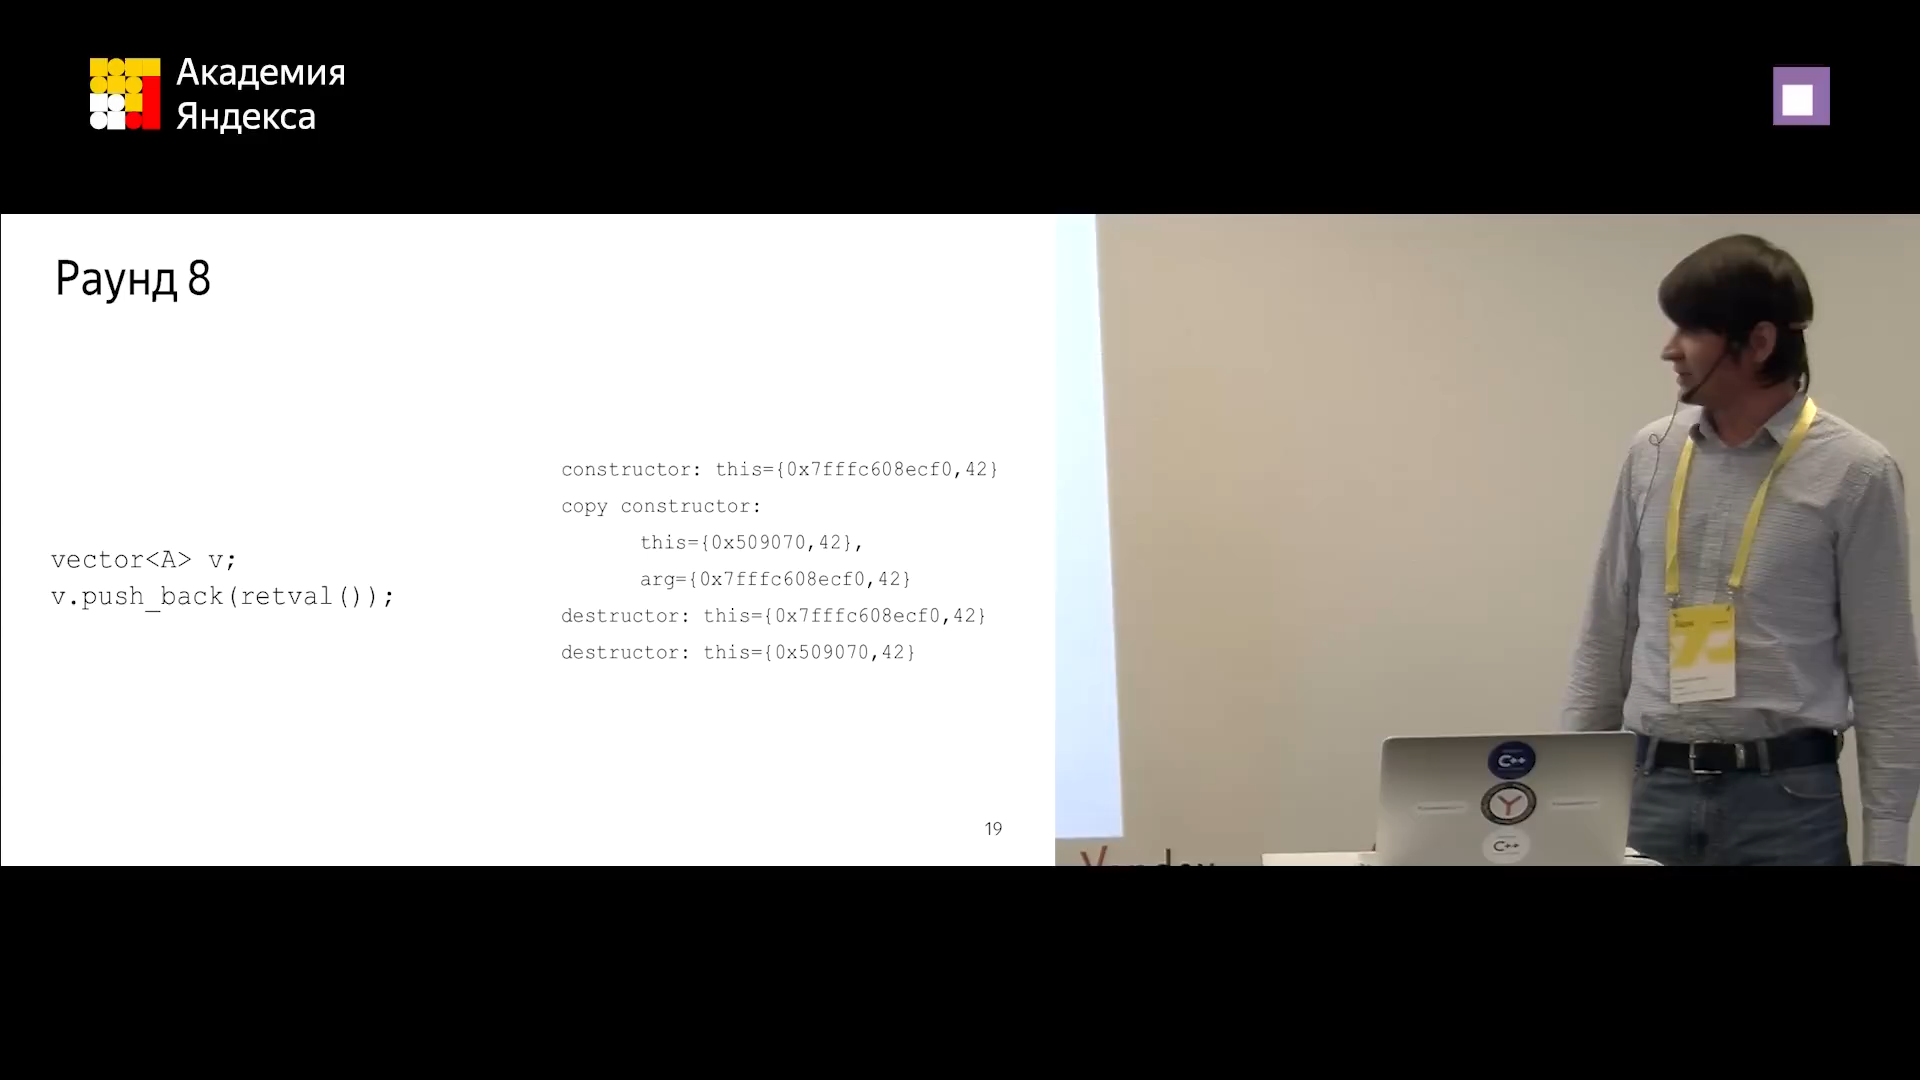 Академия
Яндекса
Раунд 8
vector<A> v;
v.push_back(retval());
constructor: this={0x7fffc608ecf0,42}
copy constructor:
this={0x509070,42},
arg={0x7fffc608ecf0,42}
destructor: this={0x7fffc608ecf0,42}
destructor: this={0x509070,42}
19
C++
Y
C++
Yandex